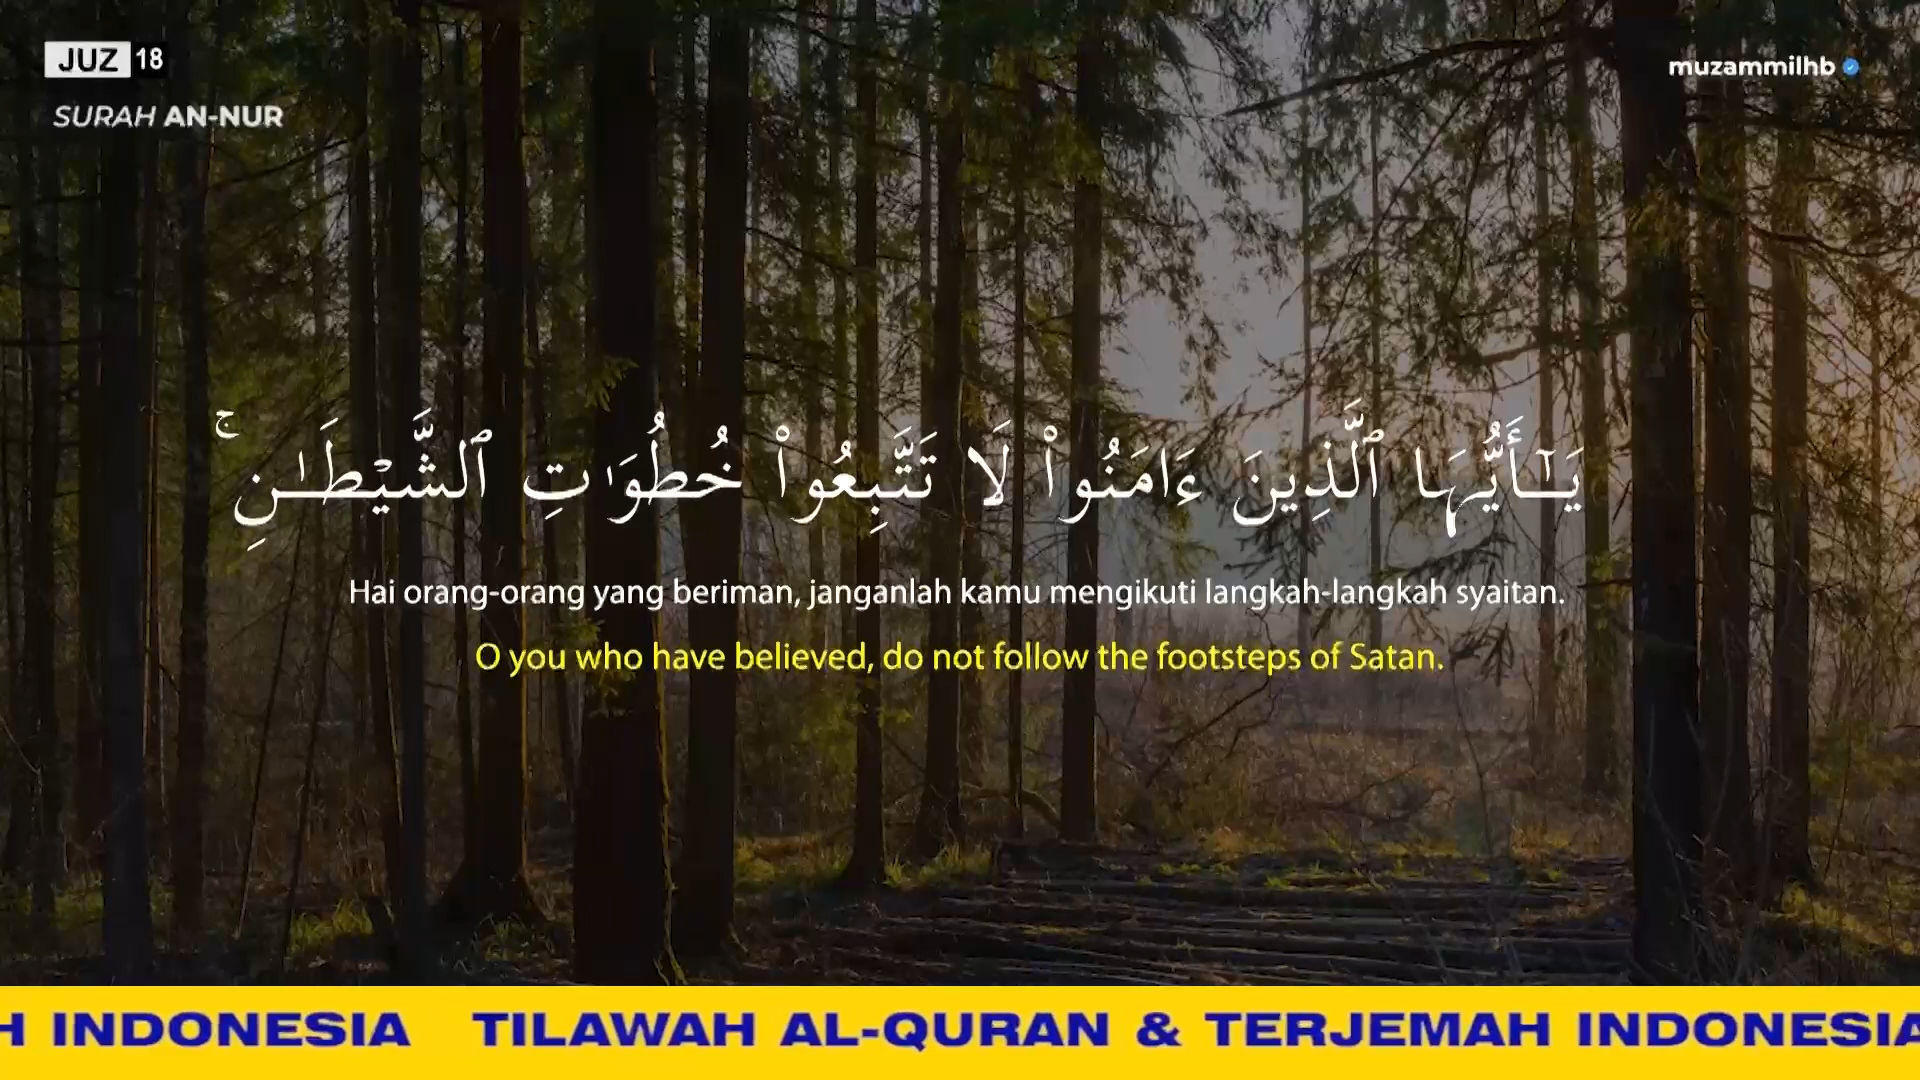 JUZ 18
muzammilhb
SURAH AN-NUR
يَـٰٓأَيُّهَا ٱلَّذِينَ ءَامَنُوا۟ لَا تَتَّبِعُوا۟ خُطُوَٰتِ ٱلشَّيْطَـٰنِ ۚ
Hai orang-orang yang beriman, janganlah kamu mengikuti langkah-langkah syaitan.
O you who have believed, do not follow the footsteps of Satan.
H INDONESIA TILAWAH AL-QURAN & TERJEMAH INDONESIA